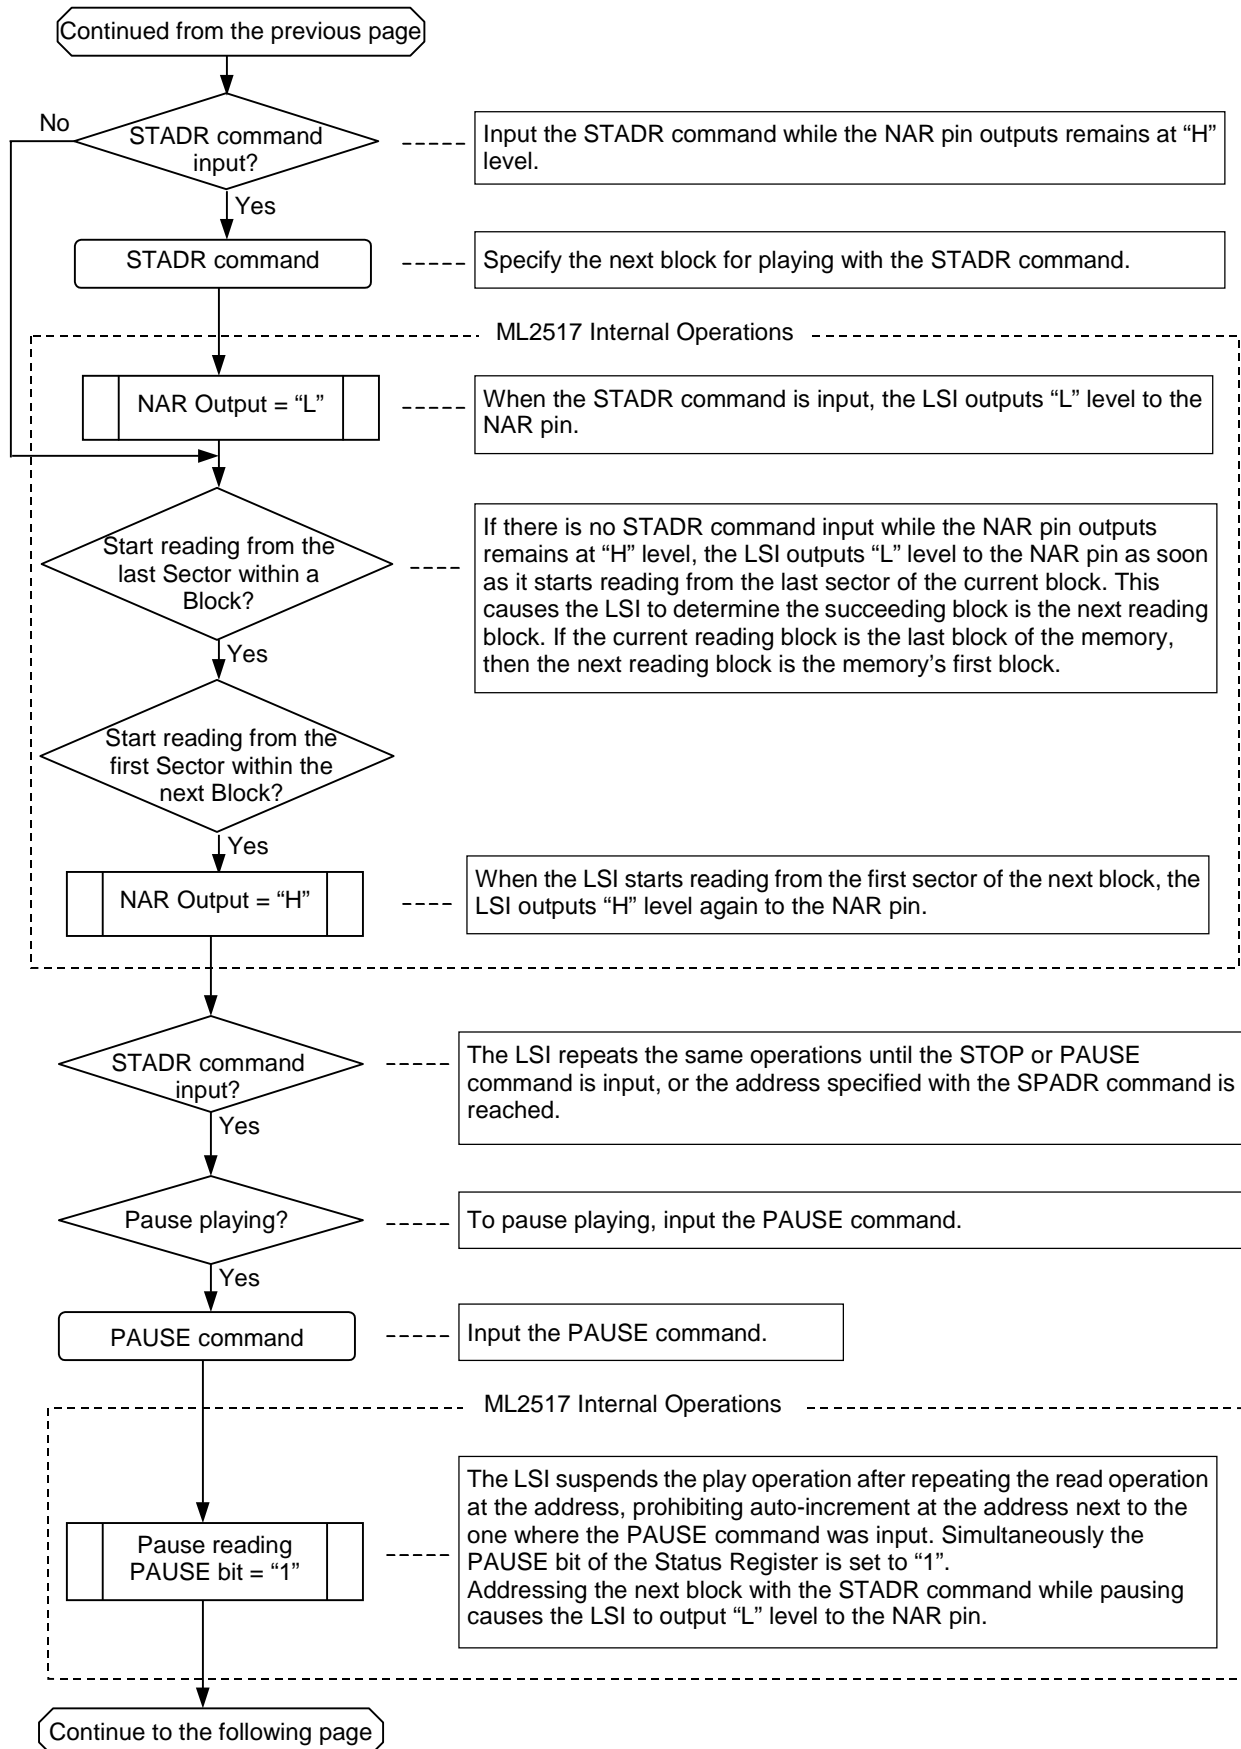 Continued from the previous page
No
STADR command
input?
Input the STADR command while the NAR pin outputs remains at “H”
level.
Yes
STADR command
Specify the next block for playing with the STADR command.
ML2517 Internal Operations
NAR Output = “L”
When the STADR command is input, the LSI outputs “L” level to the
NAR pin.
Start reading from the
last Sector within a
Block?
If there is no STADR command input while the NAR pin outputs
remains at “H” level, the LSI outputs “L” level to the NAR pin as soon
as it starts reading from the last sector of the current block. This
causes the LSI to determine the succeeding block is the next reading
block. If the current reading block is the last block of the memory,
then the next reading block is the memory’s first block.
Yes
Start reading from the
first Sector within the
next Block?
Yes
NAR Output = “H”
When the LSI starts reading from the first sector of the next block, the
LSI outputs “H” level again to the NAR pin.
STADR command
input?
The LSI repeats the same operations until the STOP or PAUSE
command is input, or the address specified with the SPADR command is
reached.
Yes
Pause playing?
To pause playing, input the PAUSE command.
Yes
PAUSE command
Input the PAUSE command.
ML2517 Internal Operations
Pause reading
PAUSE bit = “1”
The LSI suspends the play operation after repeating the read operation
at the address, prohibiting auto-increment at the address next to the
one where the PAUSE command was input. Simultaneously the
PAUSE bit of the Status Register is set to “1”.
Addressing the next block with the STADR command while pausing
causes the LSI to output “L” level to the NAR pin.
Continue to the following page